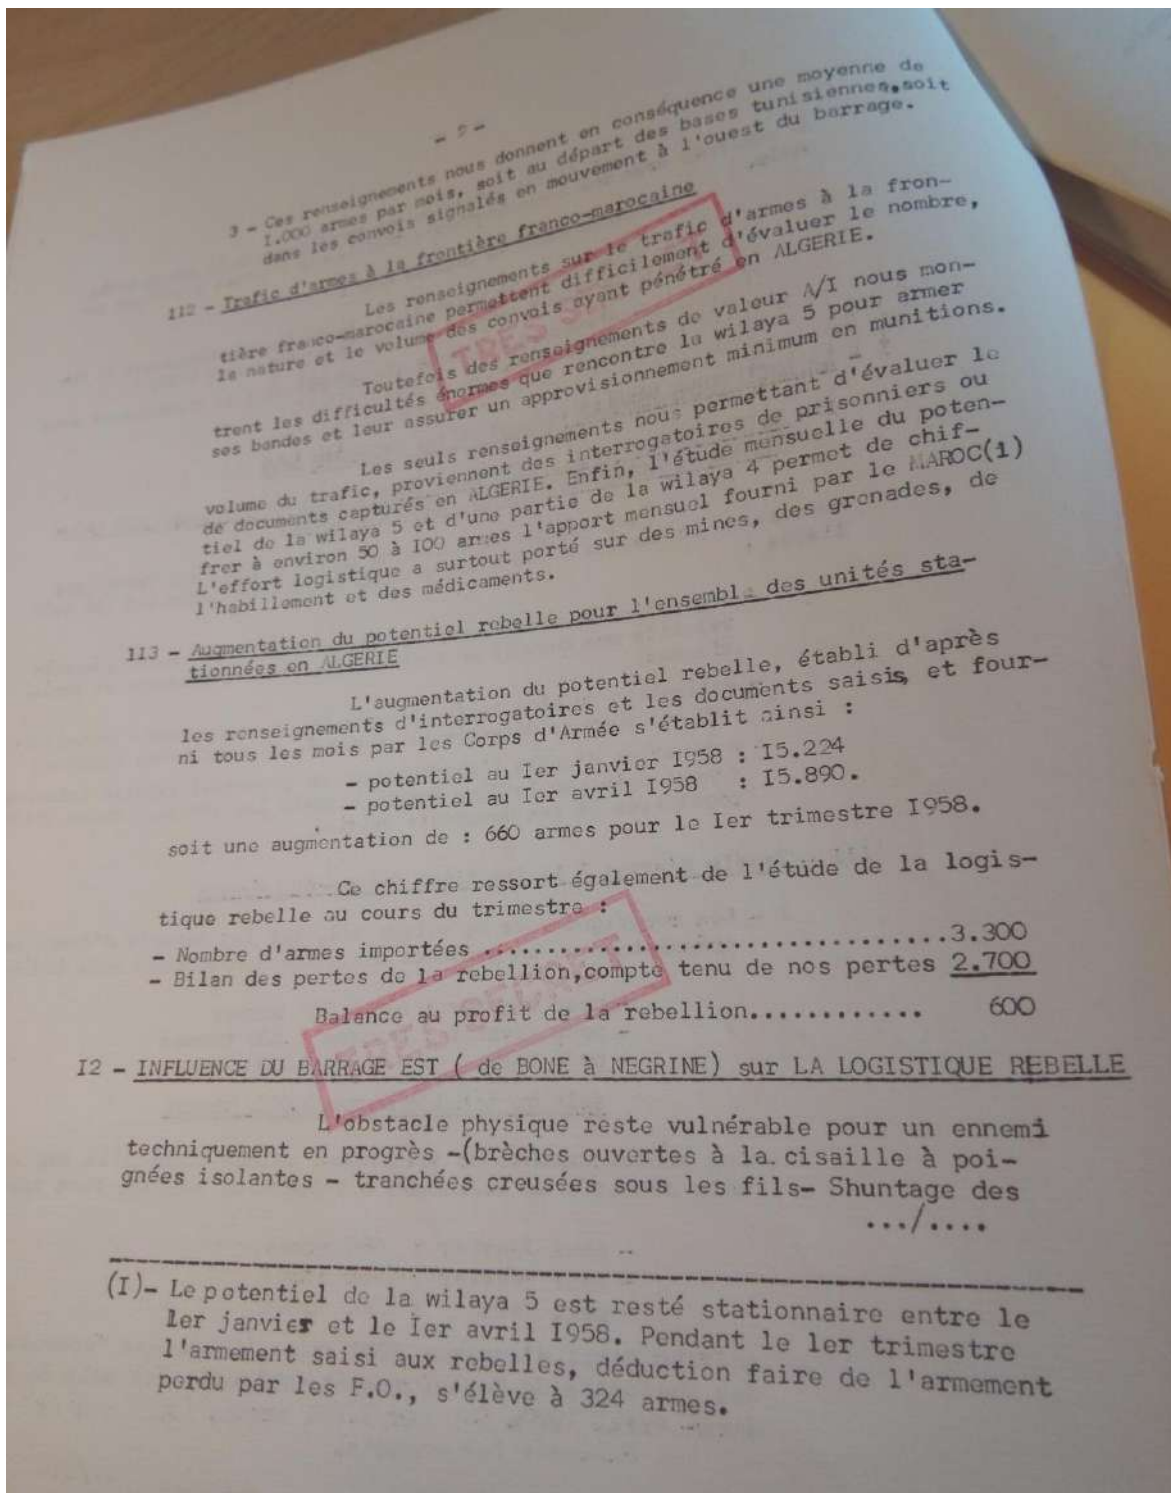 3 - Ces renseignements nous donnent en conséquence une moyenne de
I.000 armes par mois, soit au départ des bases tunisiennes, soit
dans les convois signalés en mouvement à l'ouest du barrage.
112 - Trafic d'armes à la frontière franco-marocaine
Les renseignements sur le trafic d'armes à la fron-
tière franco-marocaine permettent difficilement d'évaluer le nombre,
la nature et le volume des convois ayant pénétré en ALGERIE.
Toutefois des renseignements de valeur A/I nous mon-
trent les difficultés énormes que rencontre la wilaya 5 pour armer
ses bandes et leur assurer un approvisionnement minimum en munitions.
Les seuls renseignements nous permettant d'évaluer le
volume du trafic, proviennent des interrogatoires de prisonniers ou
de documents capturés en ALGERIE. Enfin, l'étude mensuelle du poten-
tiel de la wilaya 5 et d'une partie de la wilaya 4 permet de chif-
frer à environ 50 à I00 armes l'apport mensuel fourni par le MAROC(1)
L'effort logistique a surtout porté sur des mines, des grenades, de
l'habillement et des médicaments.
113 - Augmentation du potentiel rebelle pour l'ensemble des unités sta-
tionnées en ALGERIE
L'augmentation du potentiel rebelle, établi d'après
les renseignements d'interrogatoires et les documents saisis, et four-
ni tous les mois par les Corps d'Armée s'établit ainsi :
- potentiel au Ier janvier I958 : I5.224
- potentiel au Ier avril I958 : I5.890.
soit une augmentation de : 660 armes pour le Ier trimestre I958.
Ce chiffre ressort également de l'étude de la logis-
tique rebelle au cours du trimestre :
- Nombre d'armes importées ..................................3.300
- Bilan des pertes de la rebellion,compte tenu de nos pertes 2.700
Balance au profit de la rebellion............ 600
TRES SECRET
TRES SECRET
I2 - INFLUENCE DU BARRAGE EST ( de BONE à NEGRINE) sur LA LOGISTIQUE REBELLE
L'obstacle physique reste vulnérable pour un ennemi
techniquement en progrès -(brèches ouvertes à la cisaille à poi-
gnées isolantes - tranchées creusées sous les fils- Shuntage des
.../....
(I)- Le potentiel de la wilaya 5 est resté stationnaire entre le
1er janvier et le Ier avril I958. Pendant le 1er trimestre
l'armement saisi aux rebelles, déduction faire de l'armement
perdu par les F.O., s'élève à 324 armes.